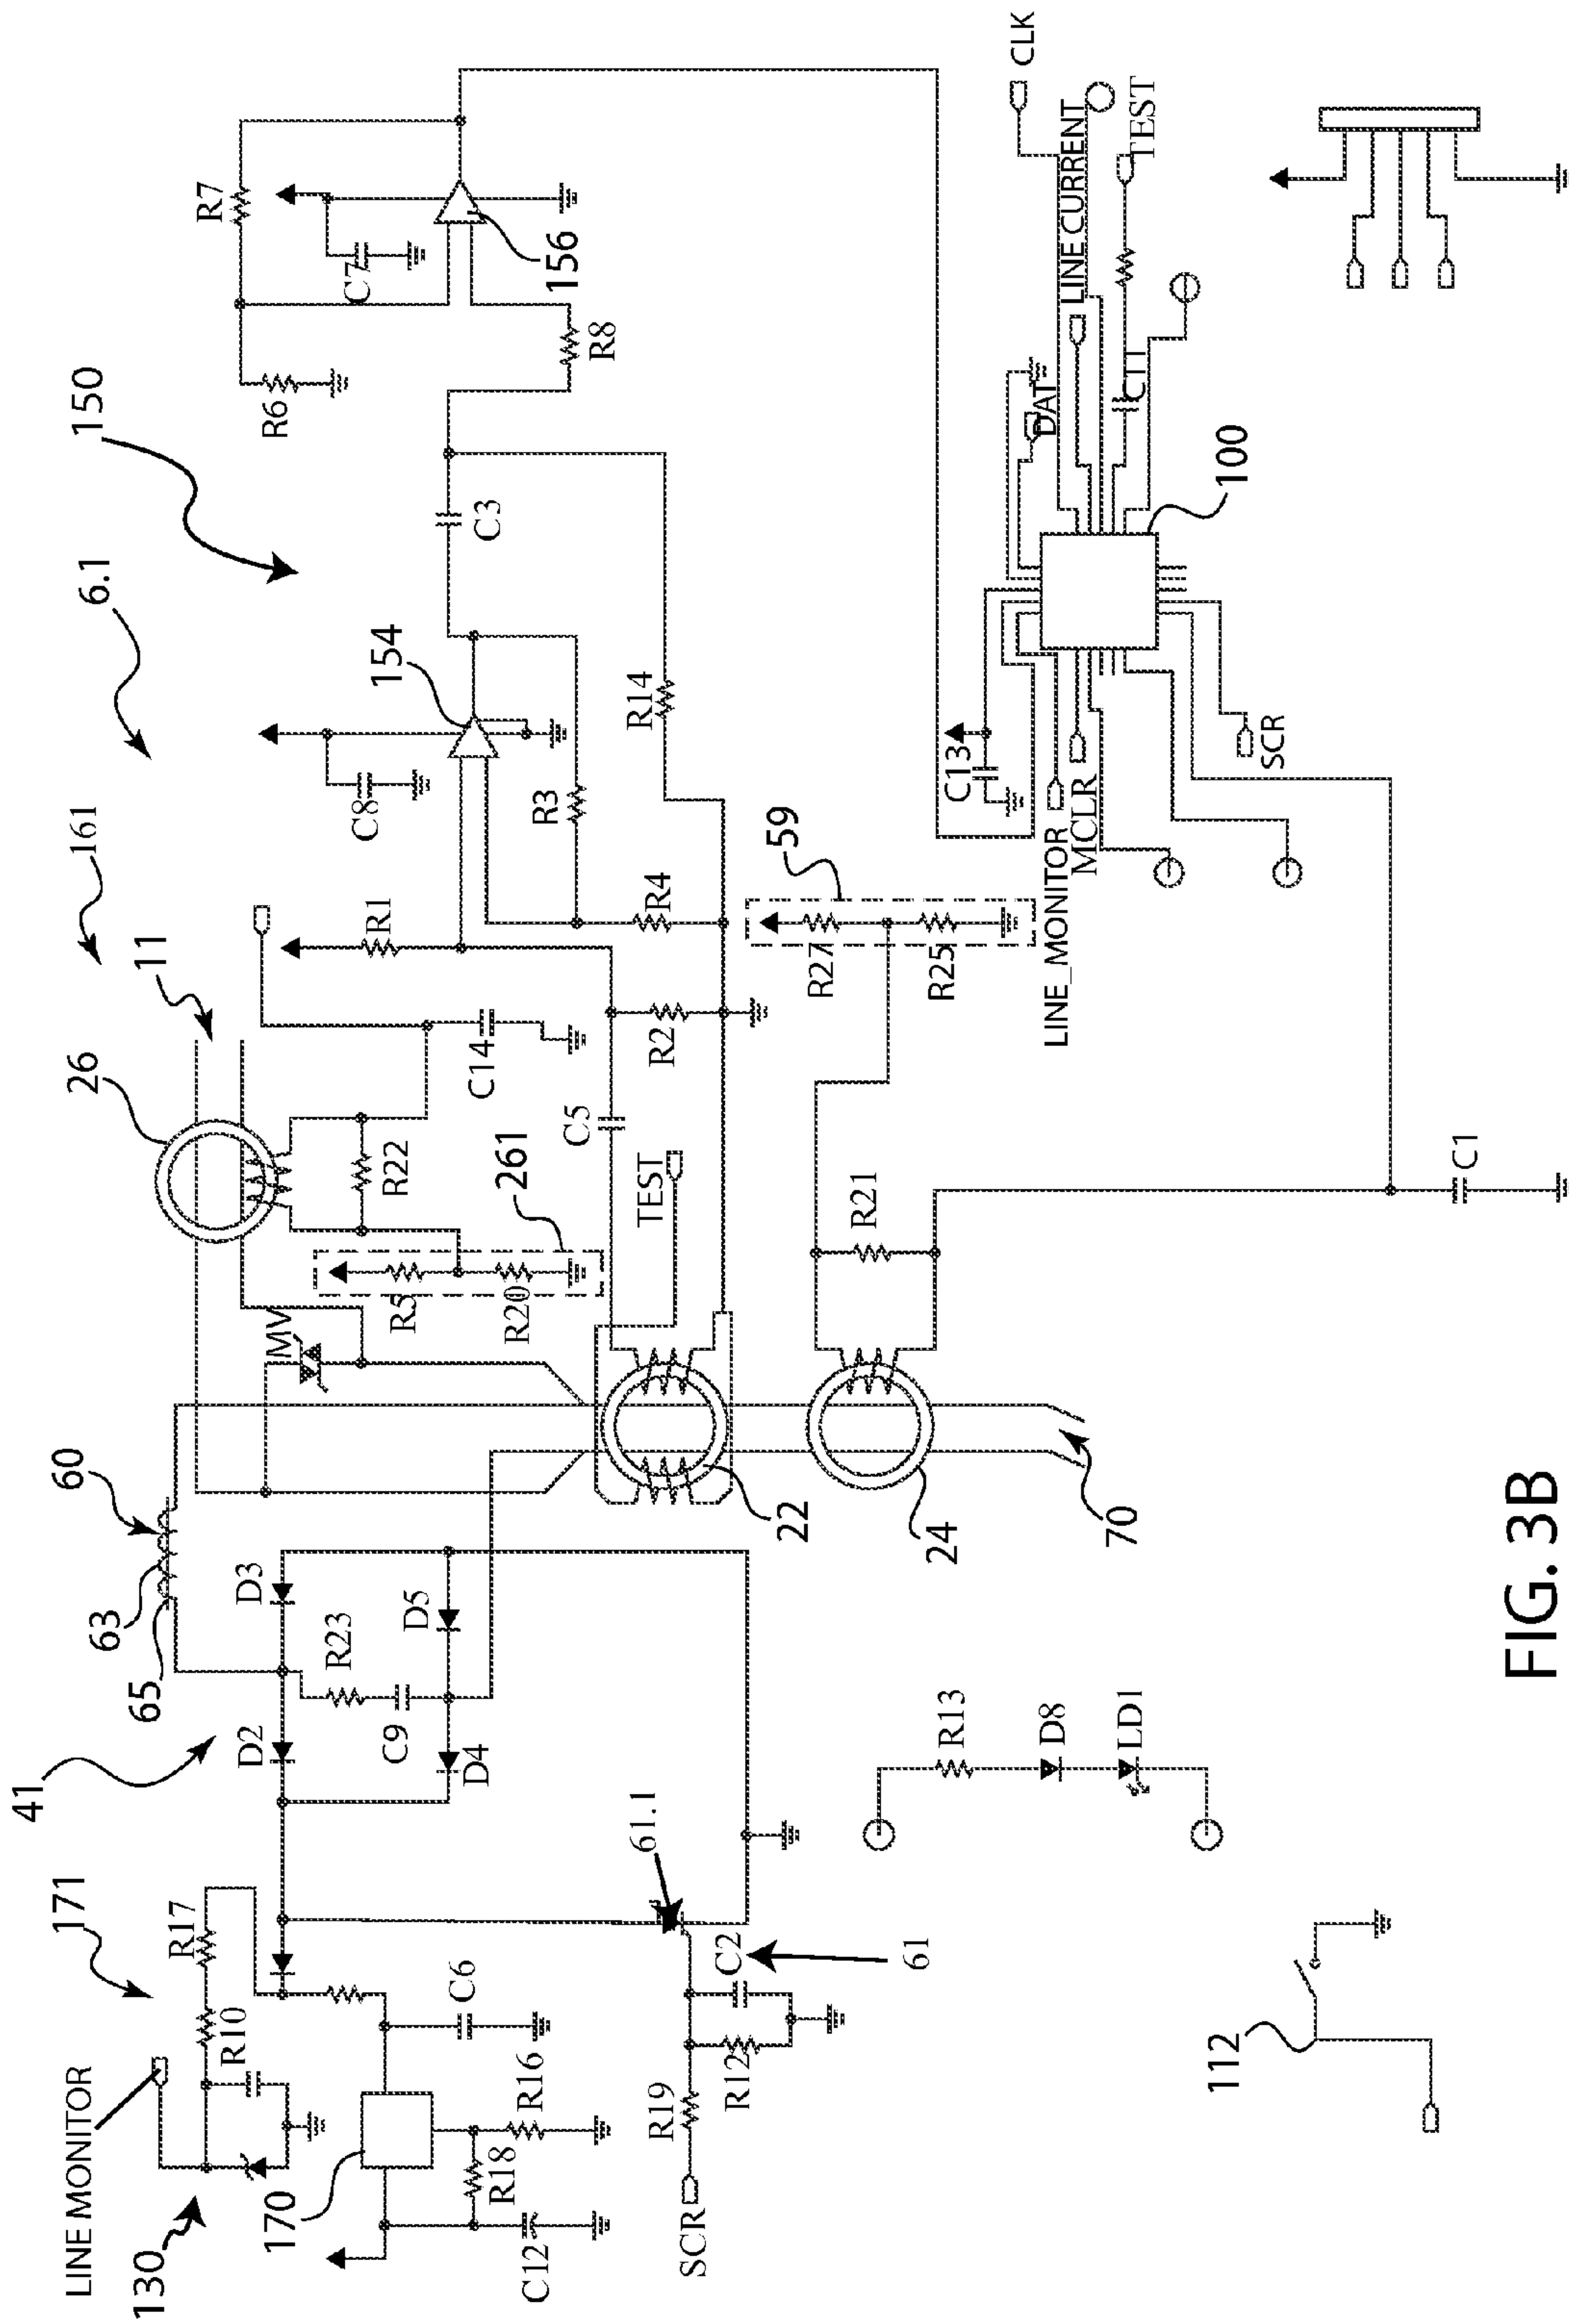 LINE MONITOR
130
171
R17
R10
170
C6
R16
R18
C12
SCR
R19
R12
C2
61
61.1
41
65
63
60
D2
D3
R23
C9
D5
D4
R13
D8
LD1
112
MV
26
11
161
6.1
150
R22
R5
R20
261
C14
TEST
C5
R1
R2
22
24
70
R21
C1
C8
154
R3
R4
R14
C3
59
R27
R25
R6
R7
C7
R8
156
LINE_MONITOR
MCLR
C13
SCR
100
DAT
LINE CURRENT
C11
CLK
TEST
FIG. 3B